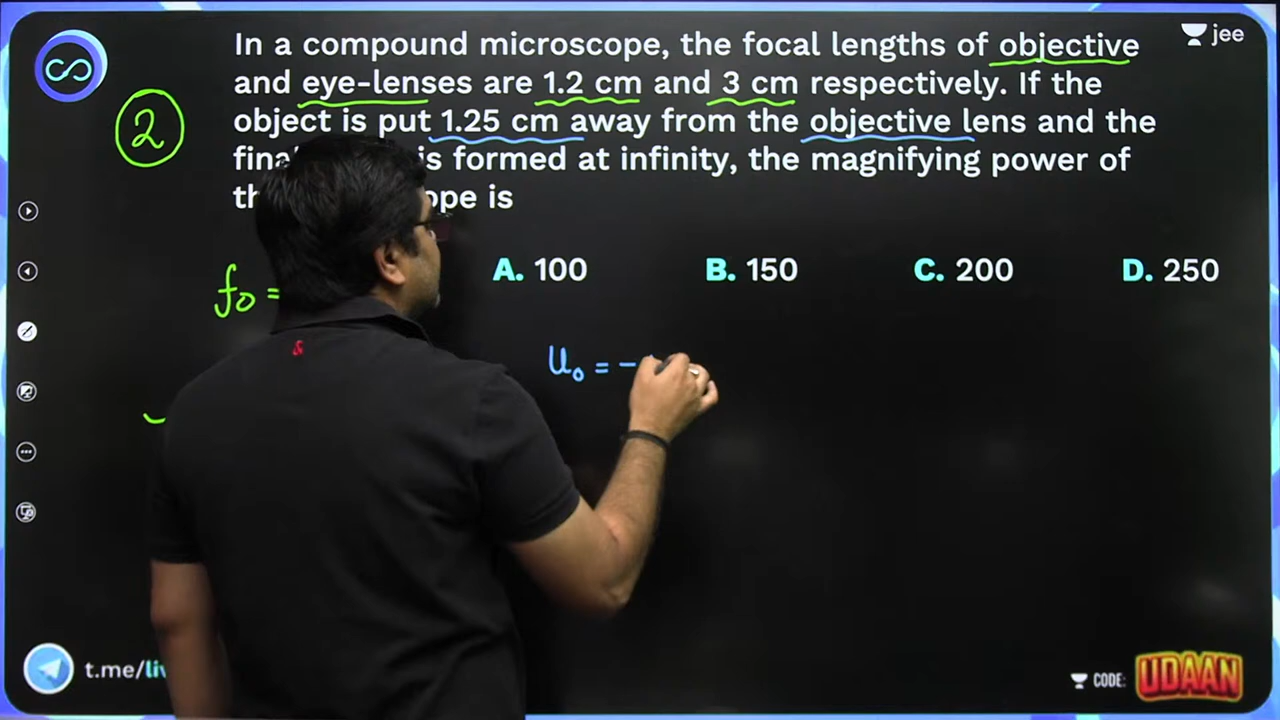 In a compound microscope, the focal lengths of objective
and eye-lenses are 1.2 cm and 3 cm respectively. If the
object is put 1.25 cm away from the objective lens and the
is formed at infinity, the magnifying power of
is
A. 100 B. 150 C. 200 D. 250
2
f₀ =
u₀ = -
jee
t.me/
CODE: UDAAN